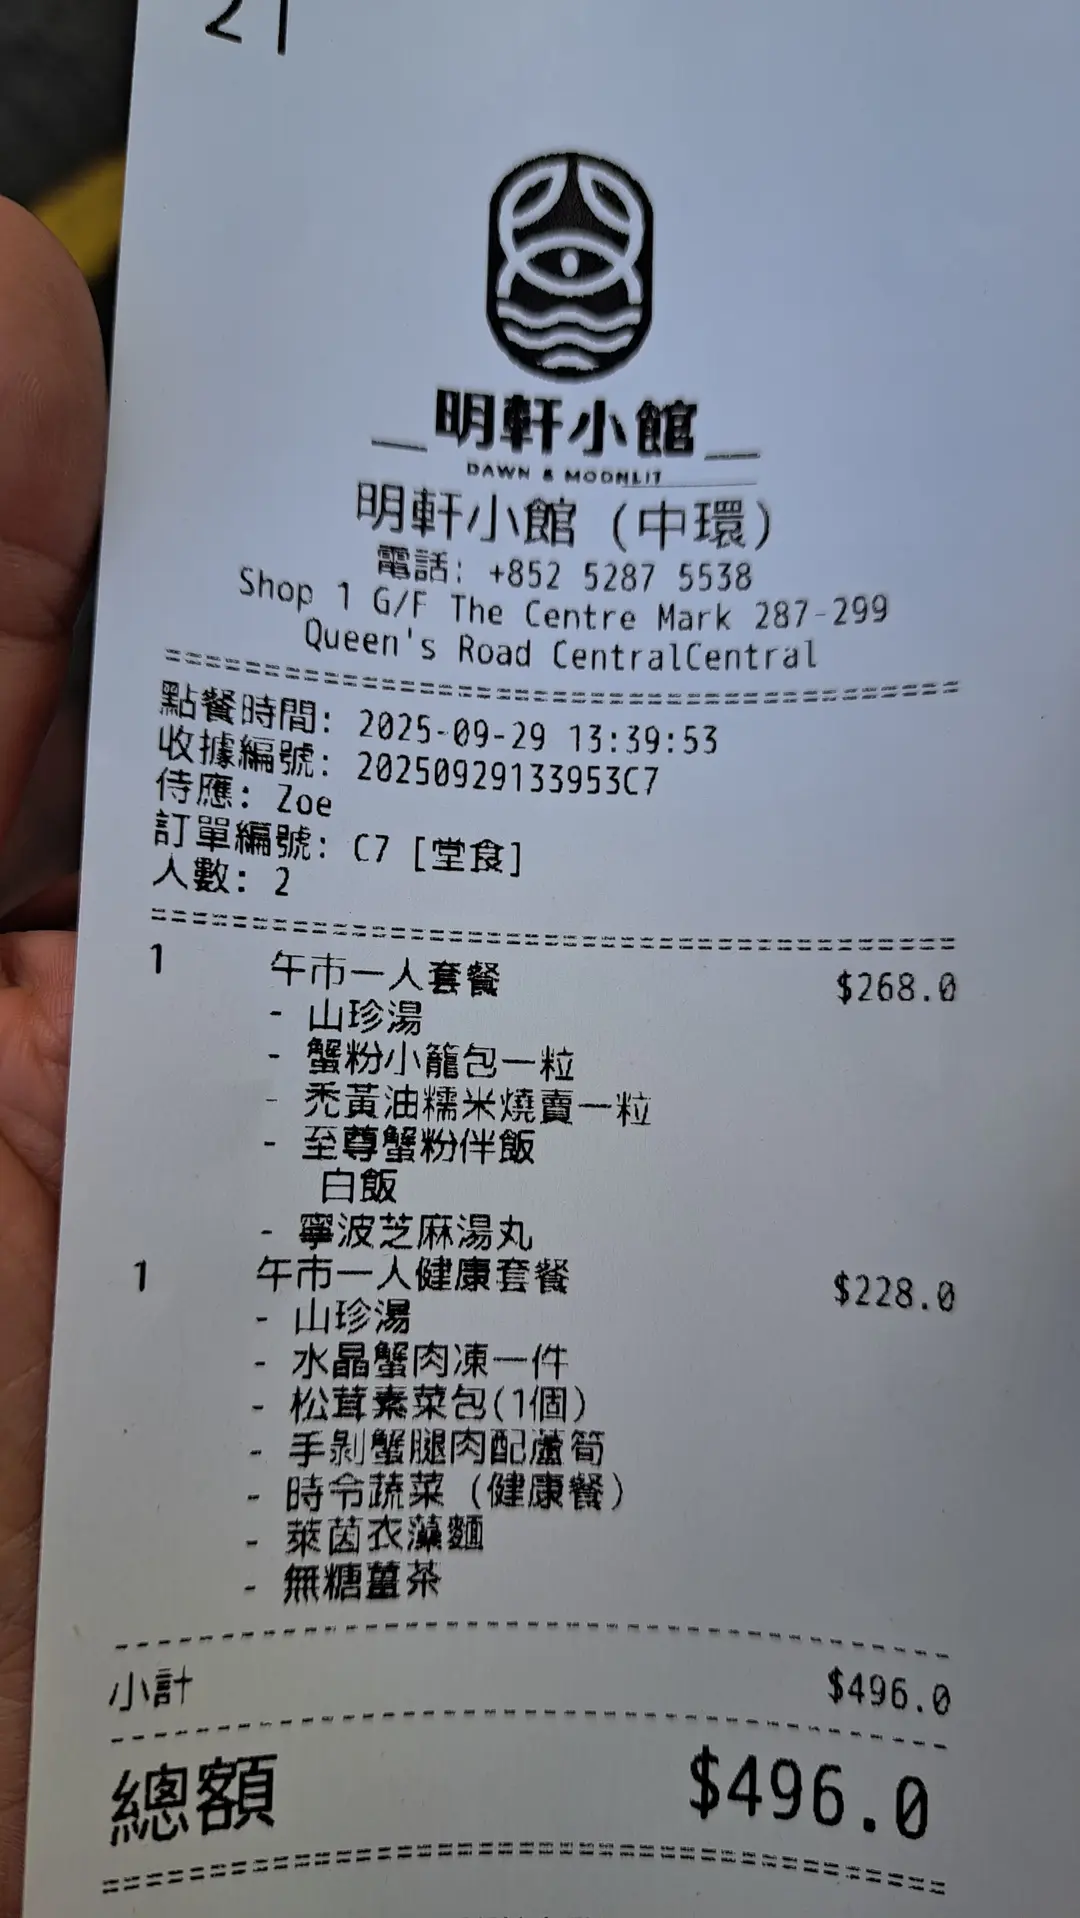 21
明軒小館
DAWN & MOONLIT
明軒小館 (中環)
電話: +852 5287 5538
Shop 1 G/F The Centre Mark 287-299
Queen's Road CentralCentral
點餐時間: 2025-09-29 13:39:53
收據編號: 20250929133953C7
侍應: Zoe
訂單編號: C7 [堂食]
人數: 2
1 午市一人套餐 $268.0
- 山珍湯
- 蟹粉小籠包一粒
- 禿黃油糯米燒賣一粒
- 至尊蟹粉伴飯
白飯
- 寧波芝麻湯丸
1 午市一人健康套餐 $228.0
- 山珍湯
- 水晶蟹肉凍一件
- 松茸素菜包(1個)
- 手剝蟹腿肉配蘆筍
- 時令蔬菜 (健康餐)
- 萊茵衣藻麵
- 無糖薑茶
小計 $496.0
總額 $496.0